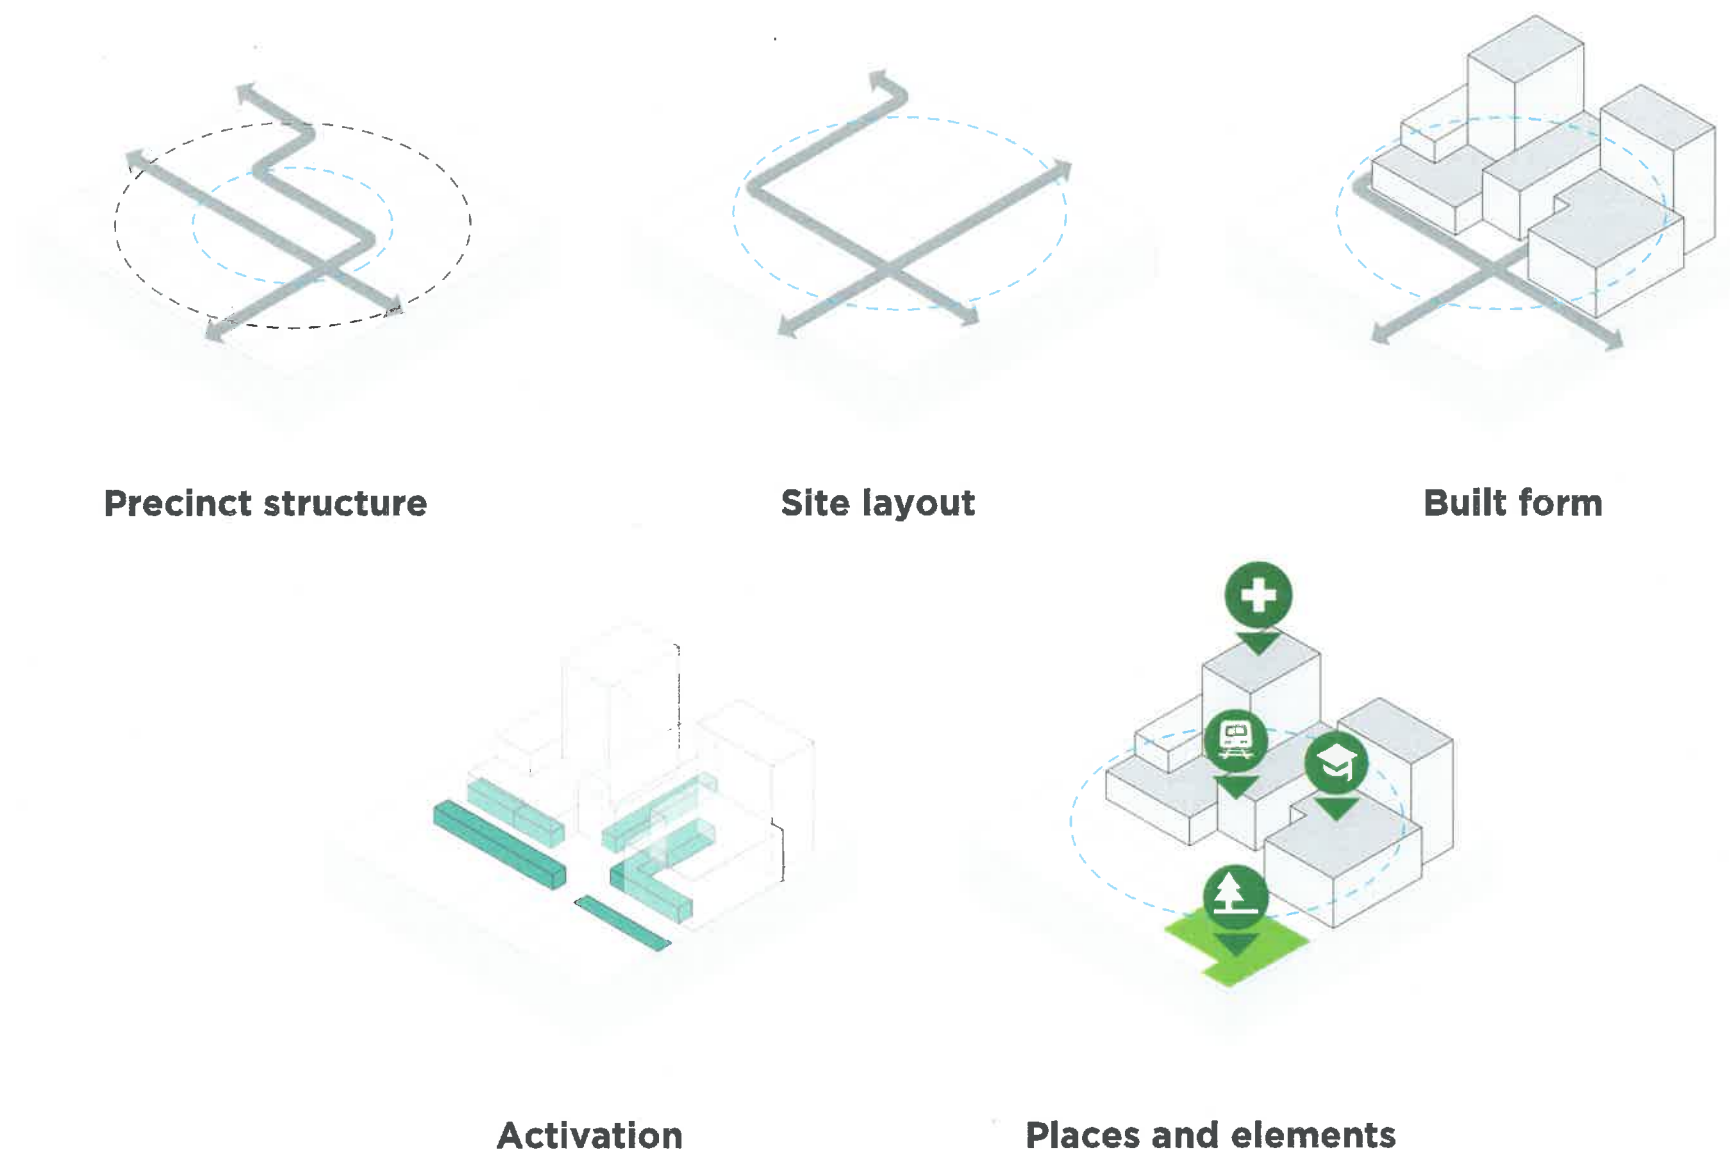 Precinct structure
Site layout
Built form
Activation
Places and elements